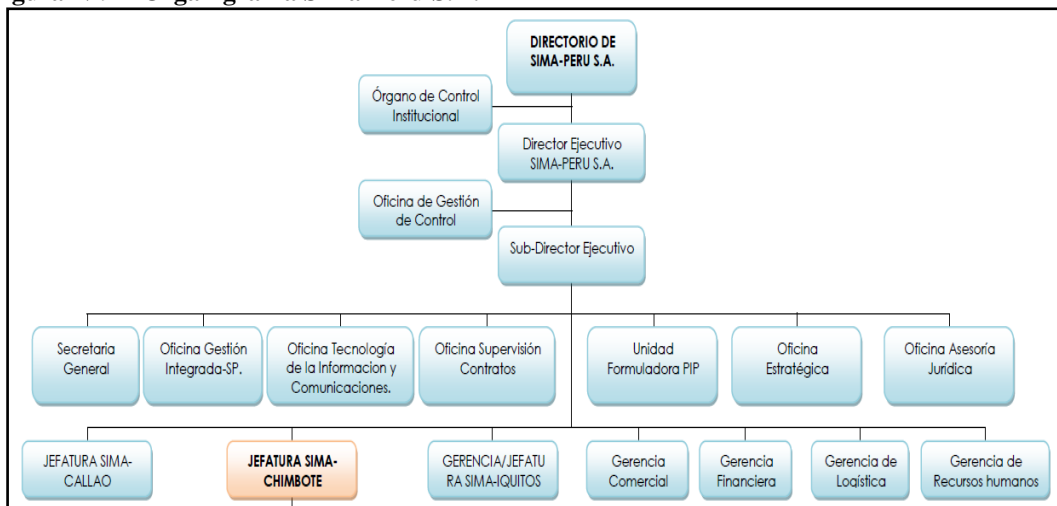 DIRECTORIO DE
SIMA-PERU S.A.
Órgano de Control
Institucional
Director Ejecutivo
SIMA-PERU S.A.
Oficina de Gestión
de Control
Sub-Director Ejecutivo
Secretaria
General
Oficina Gestión
Integrada-SP.
Oficina Tecnología
de la Informacion y
Comunicaciones.
Oficina Supervisión
Contratos
Unidad
Formuladora PIP
Oficina
Estratégica
Oficina Asesoría
Jurídica
JEFATURA SIMA-
CALLAO
JEFATURA SIMA-
CHIMBOTE
GERENCIA/JEFATU
RA SIMA-IQUITOS
Gerencia
Comercial
Gerencia
Financiera
Gerencia de
Logística
Gerencia de
Recursos humanos